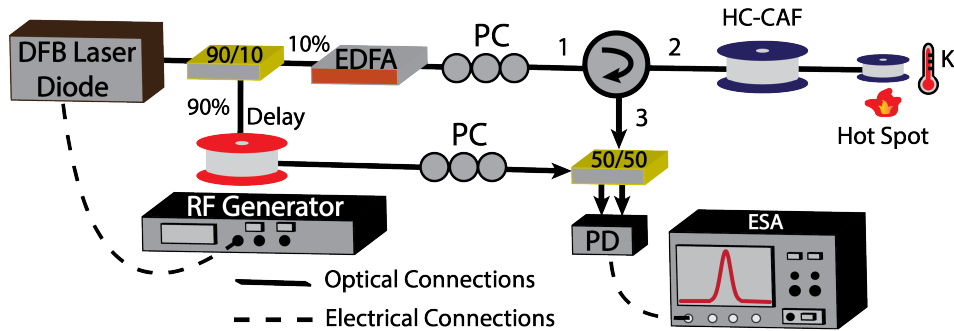 DFB Laser
Diode
90/10
10%
EDFA
PC
1
2
HC-CAF
K
Hot Spot
90%
Delay
PC
3
50/50
RF Generator
PD
ESA
Optical Connections
Electrical Connections